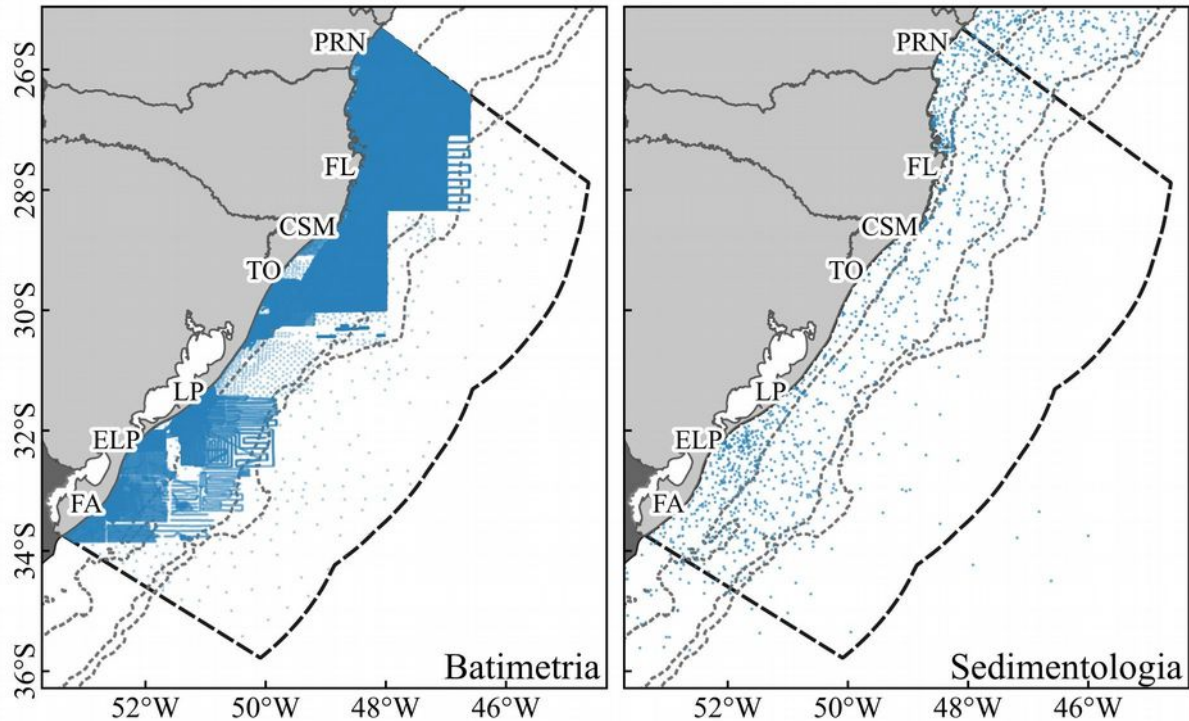 PRN
FL
CSM
TO
LP
ELP
FA
26°S
28°S
30°S
32°S
34°S
36°S
52°W
50°W
48°W
46°W
Batimetria
PRN
FL
CSM
TO
LP
ELP
FA
52°W
50°W
48°W
46°W
Sedimentologia